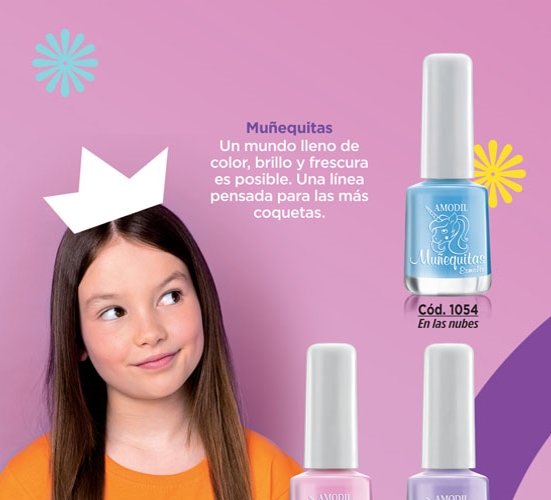 Muñequitas
Un mundo lleno de
color, brillo y frescura
es posible. Una línea
pensada para las más
coquetas.
AMODIL
Muñequitas
Esmalte
Cód. 1054
En las nubes
AMODIL
AMODIL